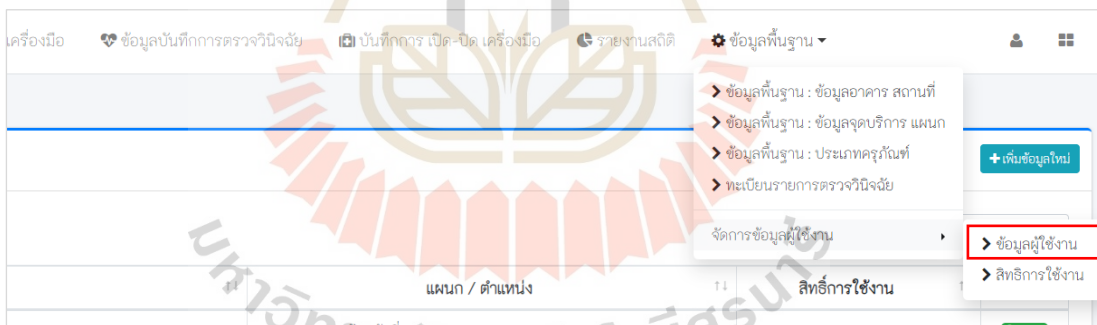 เครื่องมือ ข้อมูลบันทึกการตรวจวินิจฉัย บันทึกการ เปิด-ปิด เครื่องมือ รายงานสถิติ ข้อมูลพื้นฐาน
ข้อมูลพื้นฐาน : ข้อมูลอาคาร สถานที่
ข้อมูลพื้นฐาน : ข้อมูลจุดบริการ แผนก
ข้อมูลพื้นฐาน : ประเภทครุภัณฑ์
ทะเบียนรายการตรวจวินิจฉัย
+เพิ่มข้อมูลใหม่
จัดการข้อมูลผู้ใช้งาน
ข้อมูลผู้ใช้งาน
สิทธิการใช้งาน
แผนก / ตำแหน่ง สิทธิ์การใช้งาน